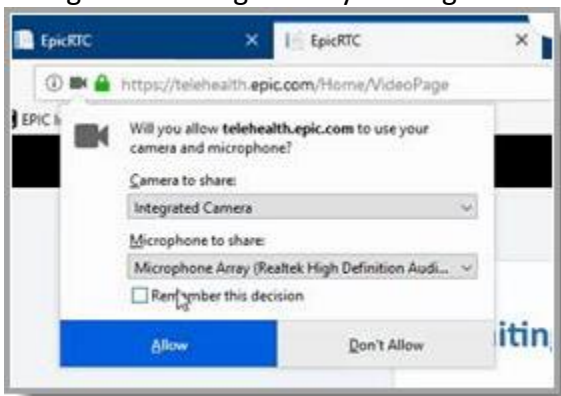 EpicRTC EpicRTC
https://telehealth.epic.com/Home/VideoPage
EPIC
Will you allow telehealth.epic.com to use your
camera and microphone?
Camera to share:
Integrated Camera
Microphone to share:
Microphone Array (Realtek High Definition Audi...
Remember this decision
Allow Don't Allow
itin